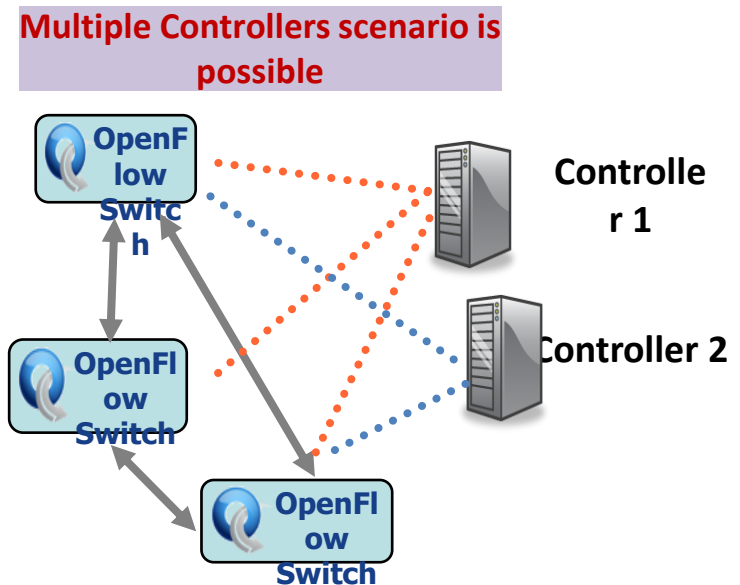 Multiple Controllers scenario is
possible
OpenF
low
Switc
h
Controlle
r 1
OpenFl
ow
Switch
Controller 2
OpenFl
ow
Switch